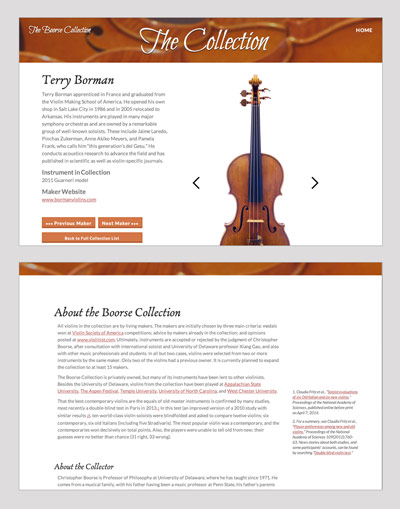 The Boorse Collection
The Collection
HOME
Terry Borman
Terry Borman apprenticed in France and graduated from
the Violin Making School of America. He opened his own
shop in Salt Lake City in 1986 and in 2005 relocated to
Arkansas. His instruments are played in many major
symphony orchestras and are owned by a remarkable
group of well-known soloists. These include Jaime Laredo,
Pinchas Zukerman, Anne Akiko Meyers, and Pamela
Frank, who calls him "this generation's del Gesu." He
conducts acoustics research to advance the field and has
published in scientific as well as violin-specific journals.
Instrument in Collection
2011 Guarneri model
Maker Website
www.bormanviolins.com
««« Previous Maker
Next Maker »»»
Back to Full Collection List
About the Boorse Collection
All violins in the collection are by living makers. The makers are initially chosen by three main criteria: medals
won at Violin Society of America competitions; advice by makers already in the collection; and opinions
posted at www.violinist.com. Ultimately, instruments are accepted or rejected by the judgment of Christopher
Boorse, after consultation with international soloist and University of Delaware professor Xiang Gao, and also
with other music professionals and students. In all but two cases, violins were selected from two or more
instruments by the same maker. Only two of the violins had a previous owner. It is currently planned to expand
the collection to at least 15 makers.
The Boorse Collection is privately owned, but many of its instruments have been lent to other violinists.
Besides the University of Delaware, violins from the collection have been played at Appalachian State
University, The Aspen Festival, Temple University, University of North Carolina, and West Chester University.
That the best contemporary violins are the equals of old-master instruments is confirmed by many studies,
most recently a double-blind test in Paris in 2013.1 In this test (an improved version of a 2010 study with
similar results 2), ten world-class violin soloists were blindfolded and asked to compare twelve violins: six
contemporary, six old Italians (including five Stradivaris). The most popular violin was a contemporary, and the
contemporaries won decisively on total points. Also, the players were unable to tell old from new: their
guesses were no better than chance (31 right, 33 wrong).
1. Claudia Fritz et al., "Soloist evaluations
of six Old Italian and six new violins,"
Proceedings of the National Academy of
Sciences, published online before print
on April 7, 2014.
2. For a summary, see Claudia Fritz et al.,
"Player preferences among new and old
violins," Proceedings of the National
Academy of Sciences 109(2012):760-
63. News stories about both studies, and
some participants' accounts, can be found
by searching "Double blind violin test."
About the Collector
Christopher Boorse is Professor of Philosophy at University of Delaware, where he has taught since 1971. He
comes from a musical family, with his father having been a music professor at Penn State, his father's parents